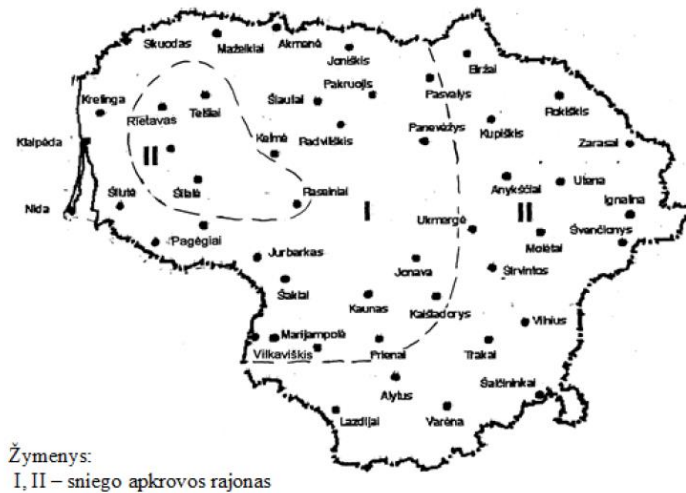 Skuodas
Mažeikiai
Akmenė
Joniškis
Biržai
Pakruojis
Pasvalys
Kretinga
Rietavas
Telšiai
Šiauliai
Rokiškis
Klaipėda
Kelmė
Radviliškis
Panevėžys
Kupiškis
Zarasai
II
Šilutė
Šilalė
Raseiniai
I
Anykščiai
Utena
Nida
Ukmergė
II
Ignalina
Pagėgiai
Molėtai
Švenčionys
Jurbarkas
Jonava
Širvintos
Šakiai
Kaunas
Kaišiadorys
Marijampolė
Vilnius
Vilkaviškis
Prienai
Trakai
Alytus
Šalčininkai
Lazdijai
Varėna
Žymenys:
I, II – sniego apkrovos rajonas